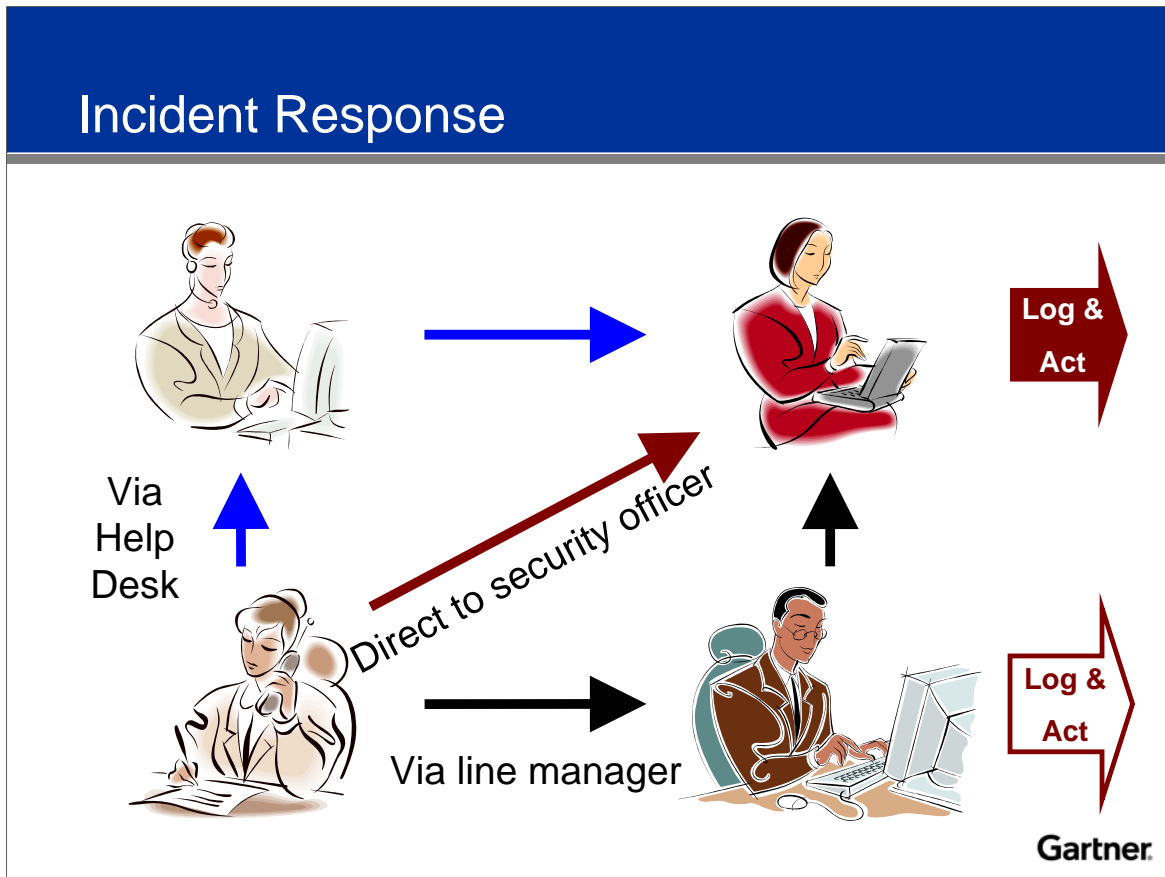 Incident Response
Log &
Act
Via
Help
Desk
Direct to security officer
Via line manager
Log &
Act
Gartner.